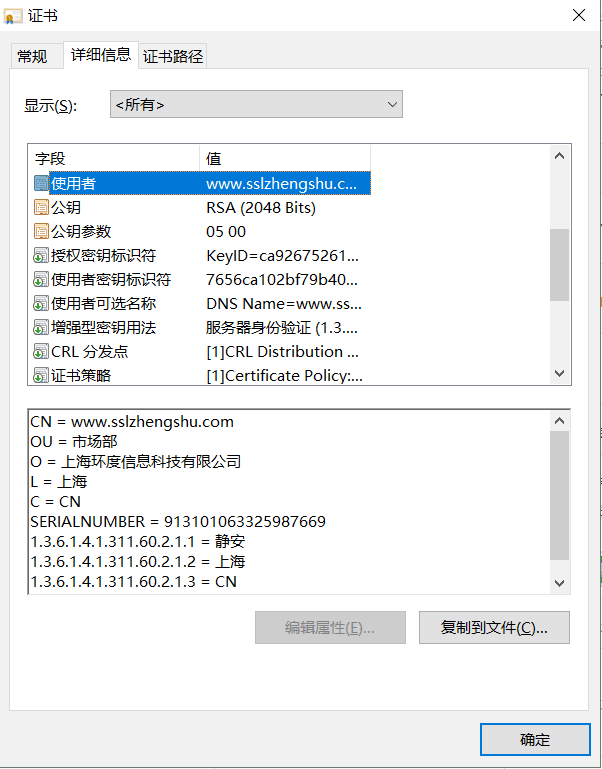 证书
常规 详细信息 证书路径
显示(S): <所有>
字段 值
使用者 www.sslzhengshu.c...
公钥 RSA (2048 Bits)
公钥参数 05 00
授权密钥标识符 KeyID=ca92675261...
使用者密钥标识符 7656ca102bf79b40...
使用者可选名称 DNS Name=www.ss...
增强型密钥用法 服务器身份验证 (1.3....
CRL 分发点 [1]CRL Distribution ...
证书策略 [1]Certificate Policy:...
CN = www.sslzhengshu.com
OU = 市场部
O = 上海环度信息科技有限公司
L = 上海
C = CN
SERIALNUMBER = 913101063325987669
1.3.6.1.4.1.311.60.2.1.1 = 静安
1.3.6.1.4.1.311.60.2.1.2 = 上海
1.3.6.1.4.1.311.60.2.1.3 = CN
编辑属性(E)... 复制到文件(C)...
确定